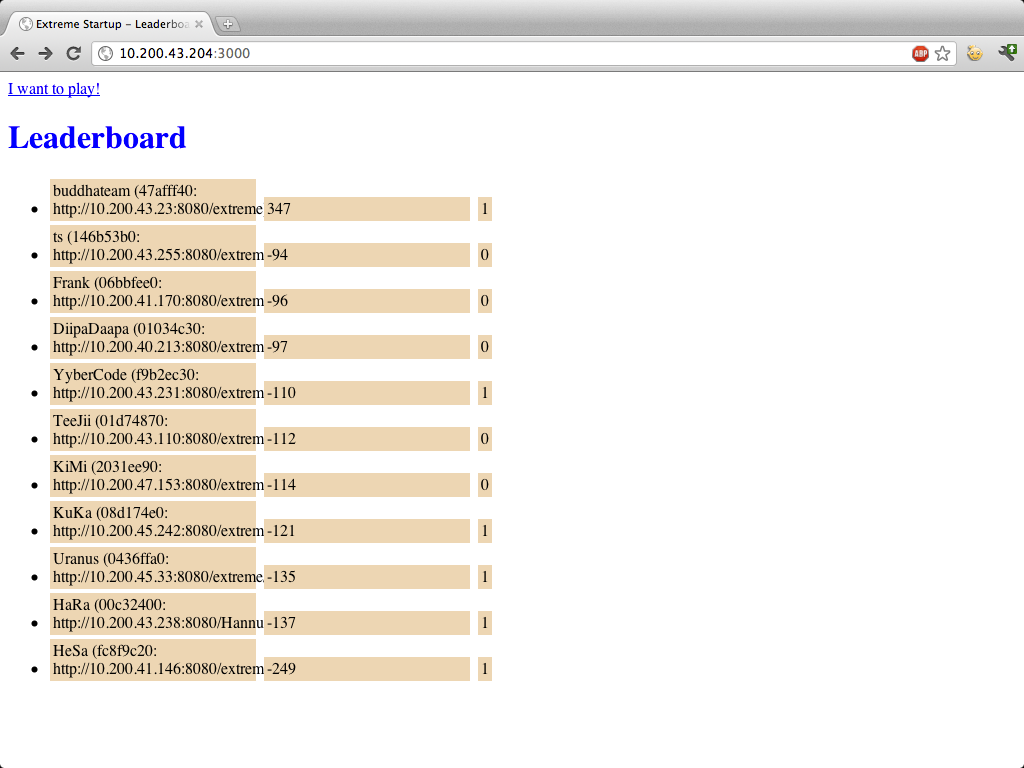 Extreme Startup – Leaderboa
10.200.43.204:3000
ABP
I want to play!
Leaderboard
buddhateam (47afff40:
http://10.200.43.23:8080/extreme 347 1
ts (146b53b0:
http://10.200.43.255:8080/extrem -94 0
Frank (06bbfee0:
http://10.200.41.170:8080/extrem -96 0
DiipaDaapa (01034c30:
http://10.200.40.213:8080/extrem -97 0
YyberCode (f9b2ec30:
http://10.200.43.231:8080/extrem -110 1
TeeJii (01d74870:
http://10.200.43.110:8080/extrem -112 0
KiMi (2031ee90:
http://10.200.47.153:8080/extrem -114 0
KuKa (08d174e0:
http://10.200.45.242:8080/extrem -121 1
Uranus (0436ffa0:
http://10.200.45.33:8080/extreme. -135 1
HaRa (00c32400:
http://10.200.43.238:8080/Hannu -137 1
HeSa (fc8f9c20:
http://10.200.41.146:8080/extrem -249 1